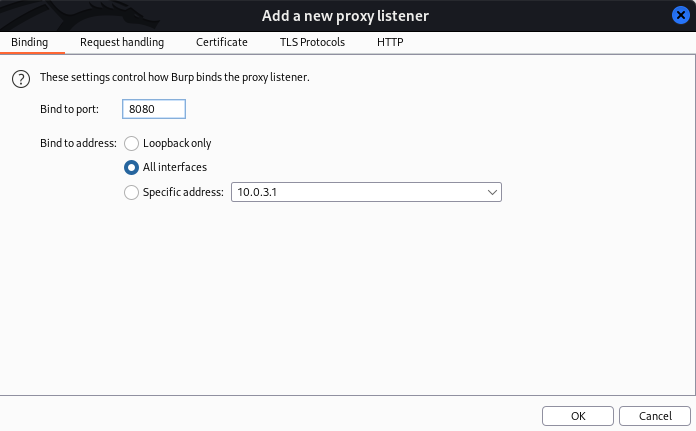 Add a new proxy listener
Binding Request handling Certificate TLS Protocols HTTP
? These settings control how Burp binds the proxy listener.
Bind to port: 8080
Bind to address: Loopback only
All interfaces
Specific address: 10.0.3.1
OK Cancel